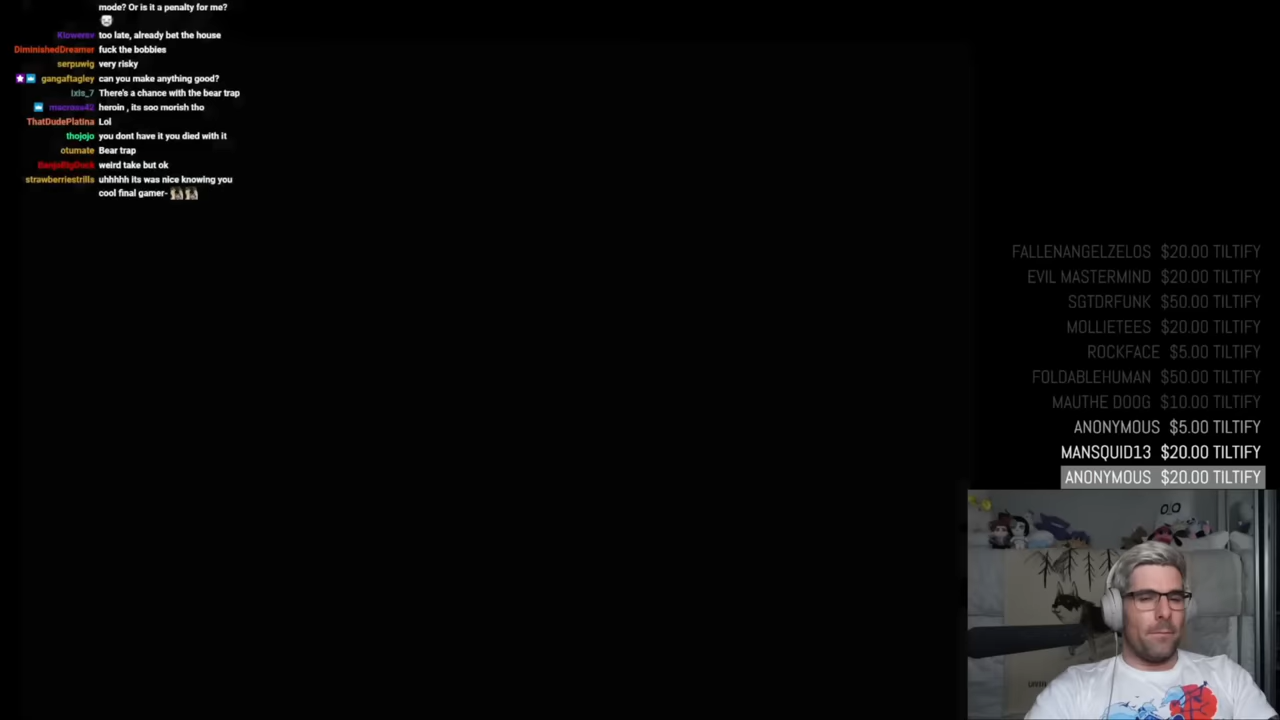 mode? Or is it a penalty for me?
Klowersv too late, already bet the house
DiminishedDreamer fuck the bobbles
serpuwig very risky
gangaftagley can you make anything good?
ixis_7 There's a chance with the bear trap
heroin , its soo morish tho
ThatDudePlatina Lol
thojojo you dont have it you died with it
otumate Bear trap
weird take but ok
strawberriestrills uhhhhh its was nice knowing you
cool final gamer-
FALLENANGELZELOS $20.00 TILTIFY
EVIL MASTERMIND $20.00 TILTIFY
SGTDRFUNK $50.00 TILTIFY
MOLLIETEES $20.00 TILTIFY
ROCKFACE $5.00 TILTIFY
FOLDABLEHUMAN $50.00 TILTIFY
MAUTHE DOOG $10.00 TILTIFY
ANONYMOUS $5.00 TILTIFY
MANSQUID13 $20.00 TILTIFY
ANONYMOUS $20.00 TILTIFY